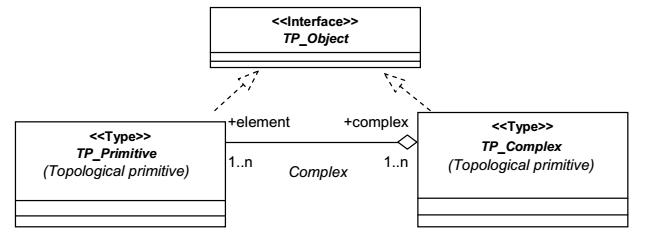 <<Interface>>
TP_Object
<<Type>>
TP_Primitive
(Topological primitive)
+element
+complex
1..n
Complex
1..n
<<Type>>
TP_Complex
(Topological primitive)